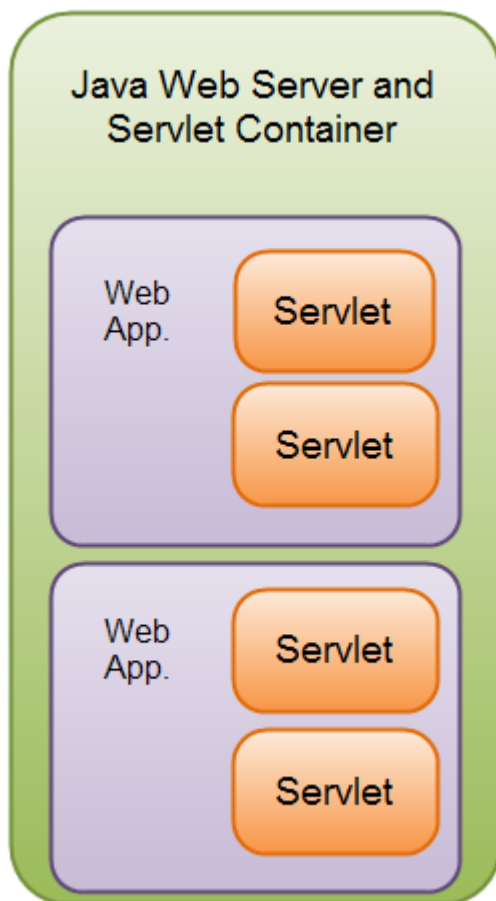 Java Web Server and
Servlet Container
Web
App.
Servlet
Servlet
Web
App.
Servlet
Servlet